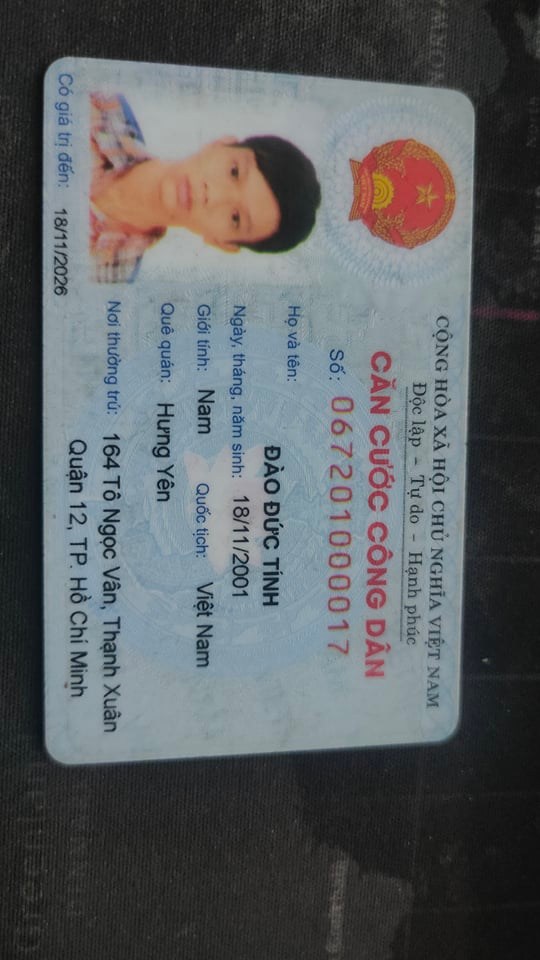 CỘNG HÒA XÃ HỘI CHỦ NGHĨA VIỆT NAM
Độc lập - Tự do - Hạnh phúc
CĂN CƯỚC CÔNG DÂN
Số: 067201000017
Họ và tên:
ĐÀO ĐỨC TÍNH
Ngày, tháng, năm sinh: 18/11/2001
Giới tính: Nam Quốc tịch: Việt Nam
Quê quán: Hưng Yên
Nơi thường trú: 164 Tô Ngọc Vân, Thạnh Xuân
Quận 12, TP. Hồ Chí Minh
Có giá trị đến: 18/11/2026